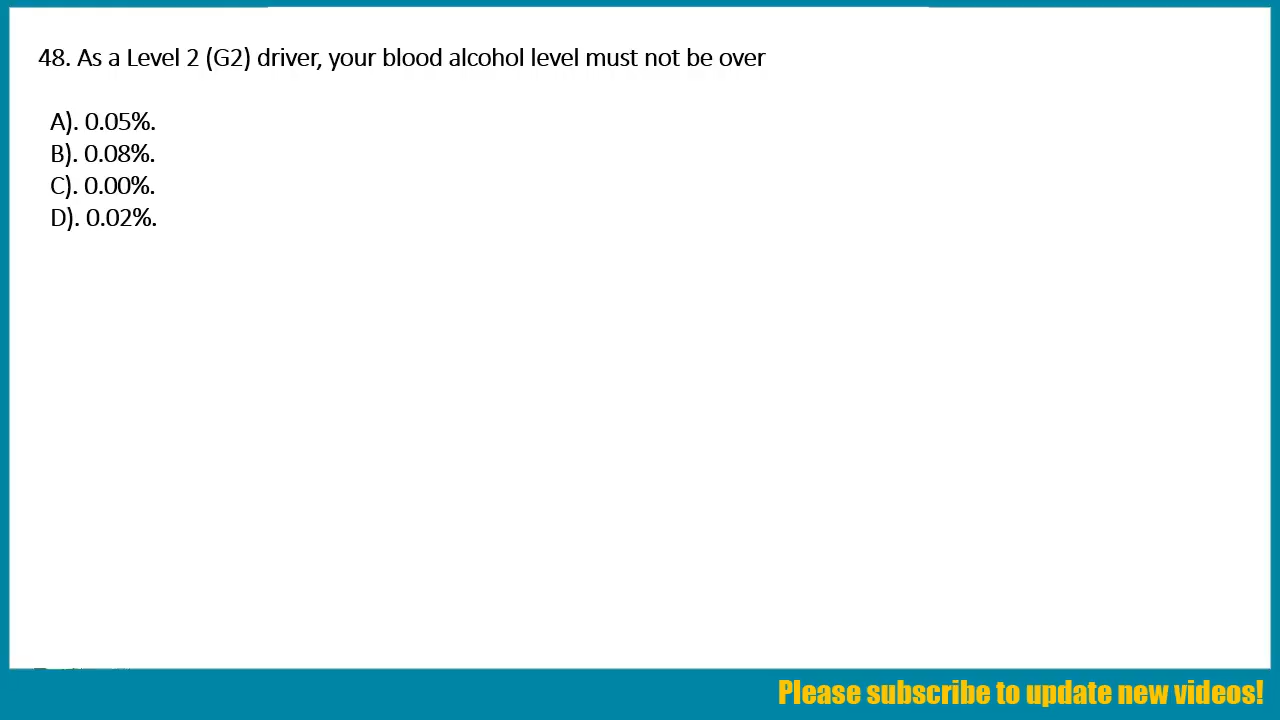 48. As a Level 2 (G2) driver, your blood alcohol level must not be over
A). 0.05%.
B). 0.08%.
C). 0.00%.
D). 0.02%.
Please subscribe to update new videos!